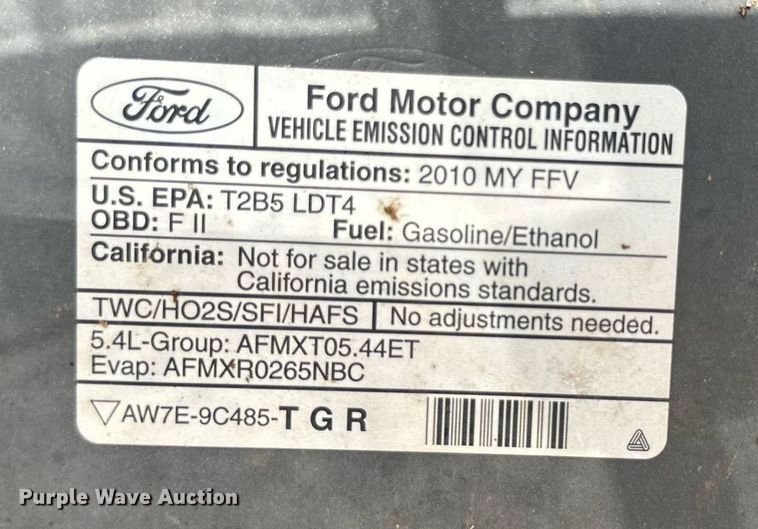 Ford
Ford Motor Company
VEHICLE EMISSION CONTROL INFORMATION
Conforms to regulations: 2010 MY FFV
U.S. EPA: T2B5 LDT4
OBD: F II Fuel: Gasoline/Ethanol
California: Not for sale in states with
California emissions standards.
TWC/HO2S/SFI/HAFS No adjustments needed.
5.4L-Group: AFMXT05.44ET
Evap: AFMXR0265NBC
AW7E-9C485-T G R
Purple Wave Auction